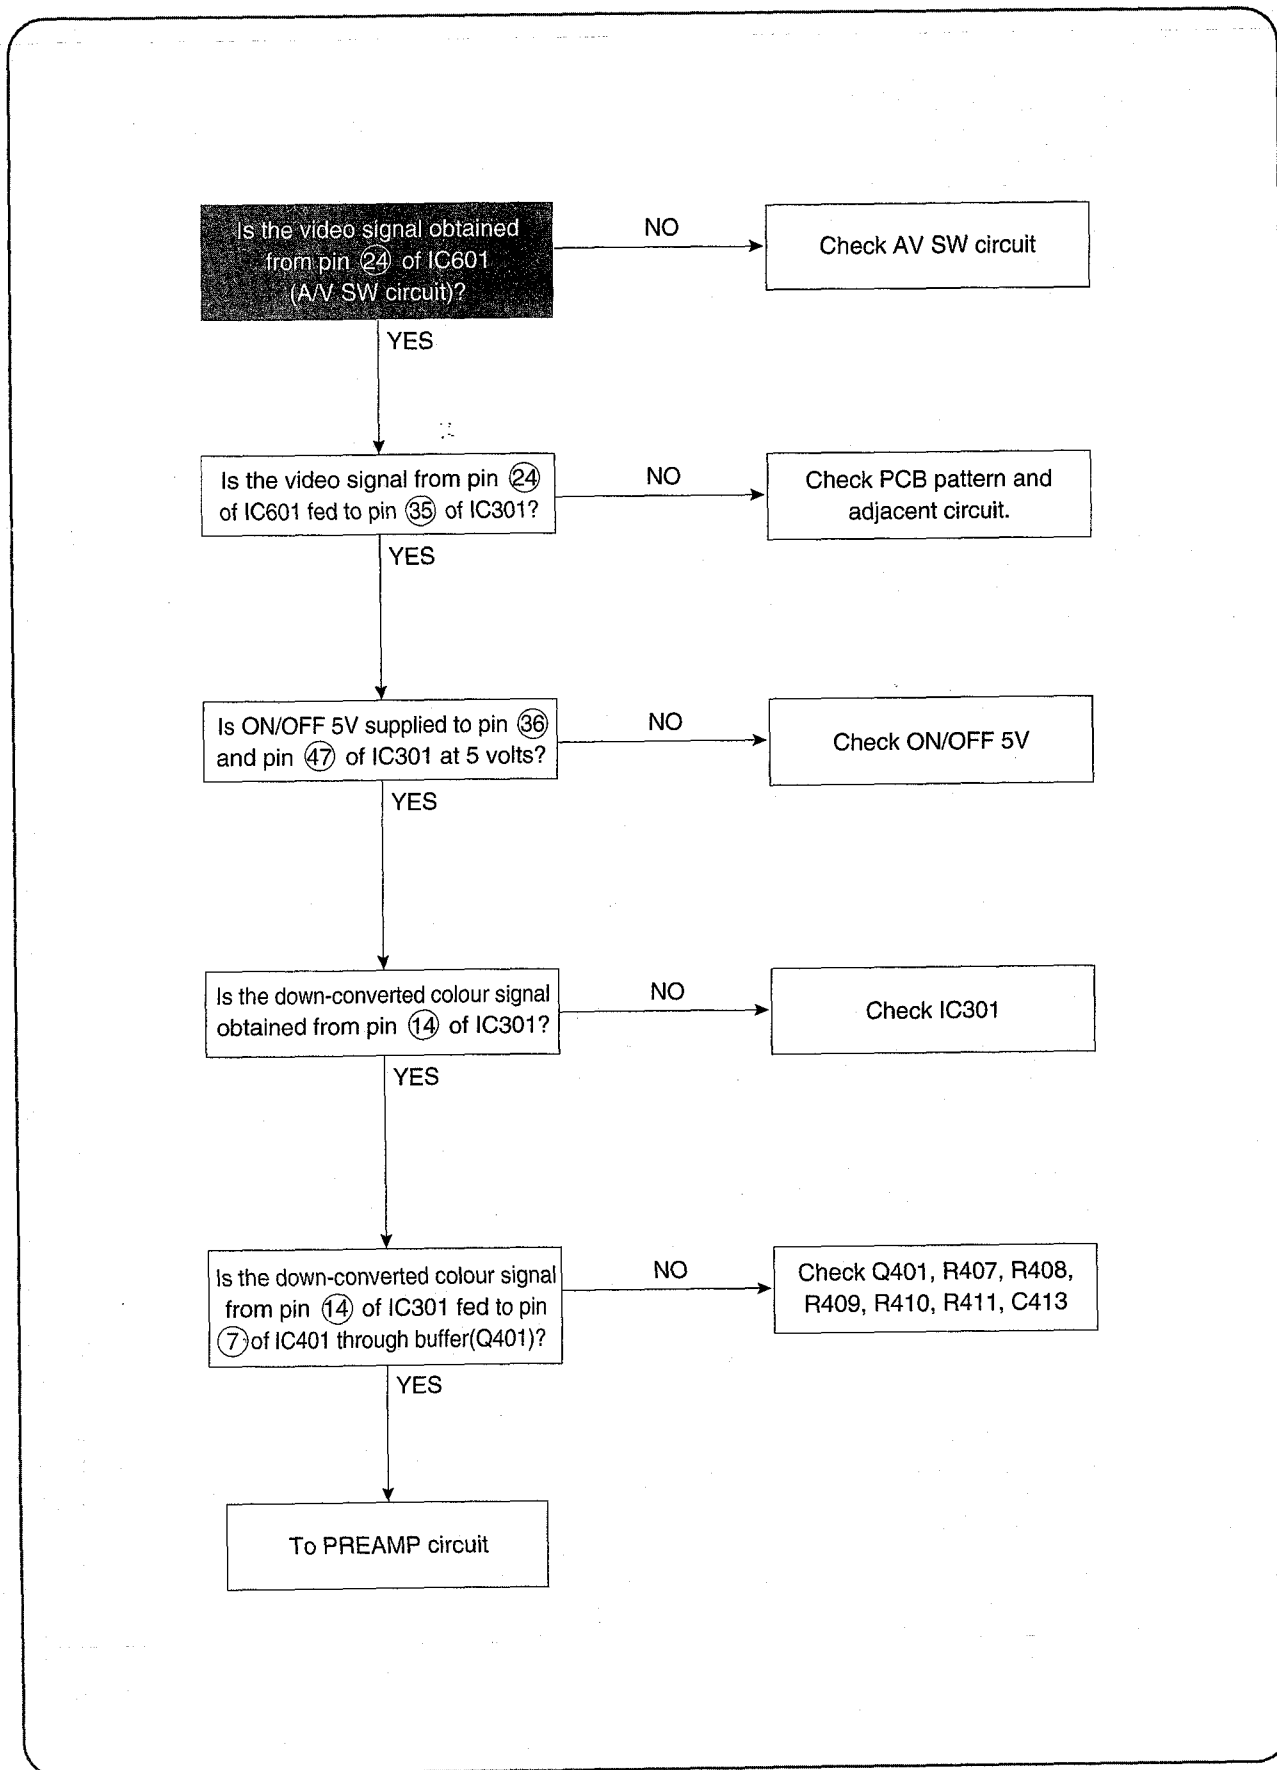 Is the video signal obtained
from pin 24 of IC601
(A/V SW circuit)?
NO
Check AV SW circuit
YES
Is the video signal from pin 24
of IC601 fed to pin 35 of IC301?
NO
Check PCB pattern and
adjacent circuit.
YES
Is ON/OFF 5V supplied to pin 36
and pin 47 of IC301 at 5 volts?
NO
Check ON/OFF 5V
YES
Is the down-converted colour signal
obtained from pin 14 of IC301?
NO
Check IC301
YES
Is the down-converted colour signal
from pin 14 of IC301 fed to pin
7 of IC401 through buffer(Q401)?
NO
Check Q401, R407, R408,
R409, R410, R411, C413
YES
To PREAMP circuit